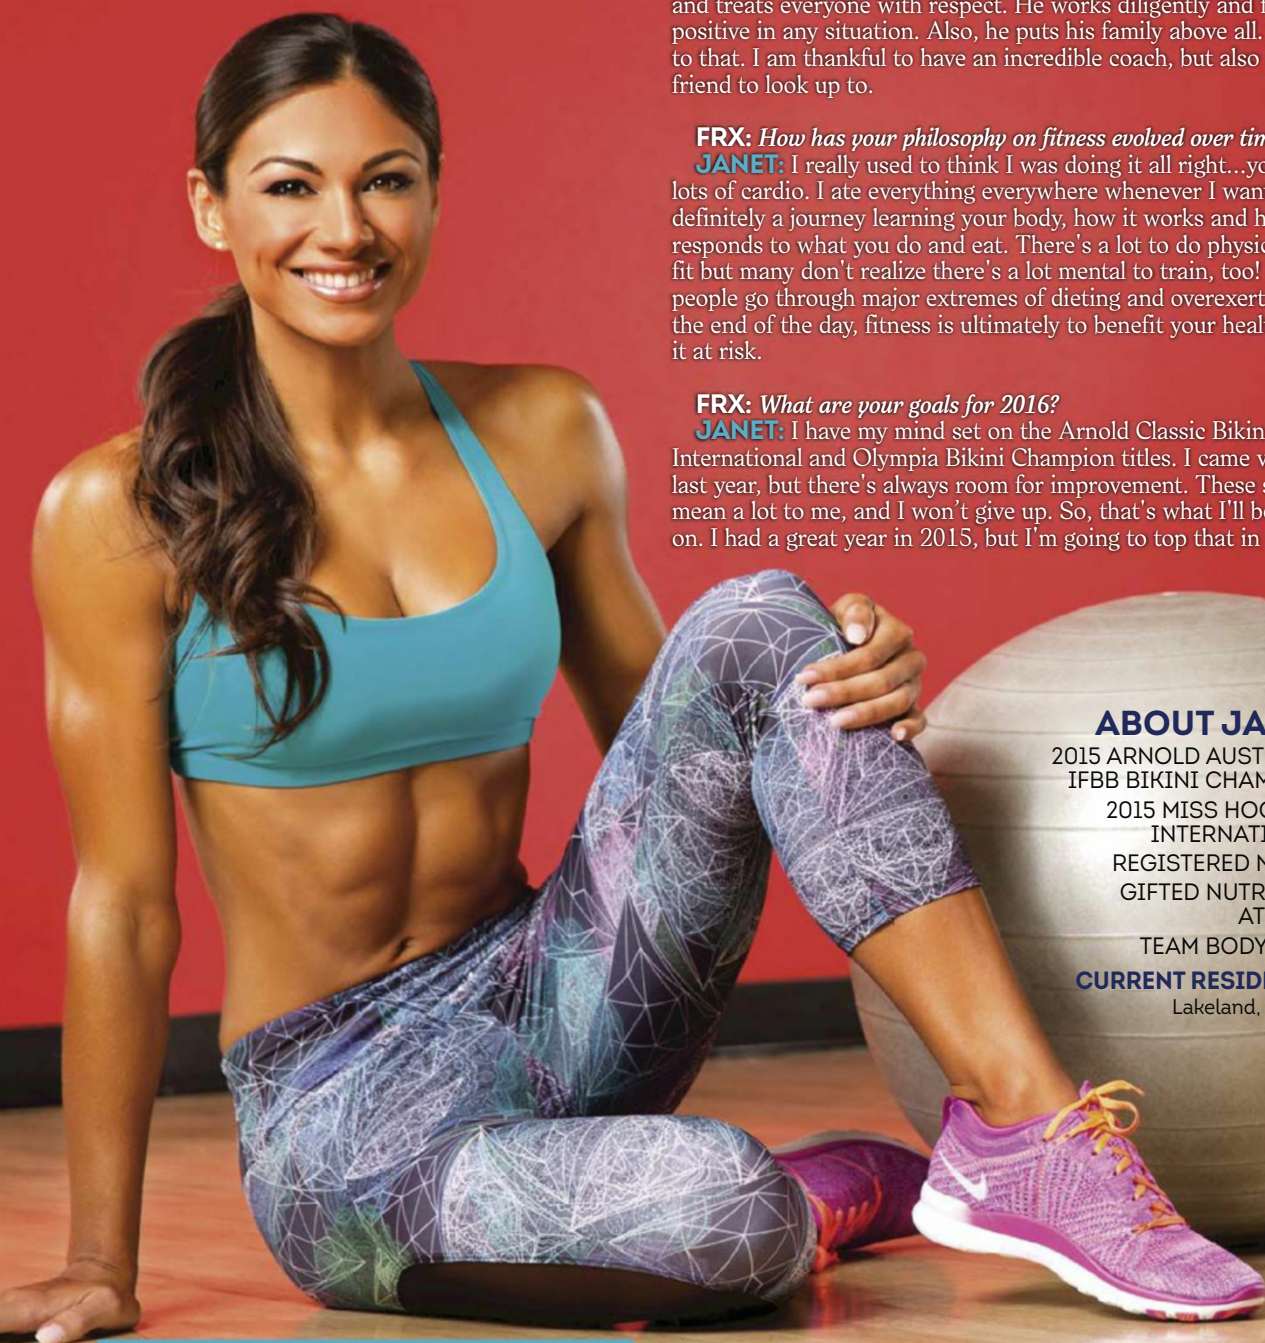 and treats everyone with respect. He works diligently and
positive in any situation. Also, he puts his family above all.
to that. I am thankful to have an incredible coach, but also
friend to look up to.
FRX: How has your philosophy on fitness evolved over
JANET: I really used to think I was doing it all right...
lots of cardio. I ate everything everywhere whenever I
definitely a journey learning your body, how it works and
responds to what you do and eat. There's a lot to do
fit but many don't realize there's a lot mental to train, too!
people go through major extremes of dieting and
the end of the day, fitness is ultimately to benefit your
it at risk.
FRX: What are your goals for 2016?
JANET: I have my mind set on the Arnold Classic
International and Olympia Bikini Champion titles. I came
last year, but there's always room for improvement. These
mean a lot to me, and I won't give up. So, that's what I'll
on. I had a great year in 2015, but I'm going to top that in
ABOUT
2015 ARNOLD
IFBB BIKINI
2015 MISS
REGISTERED
GIFTED
TEAM
CURRENT
Lakeland,